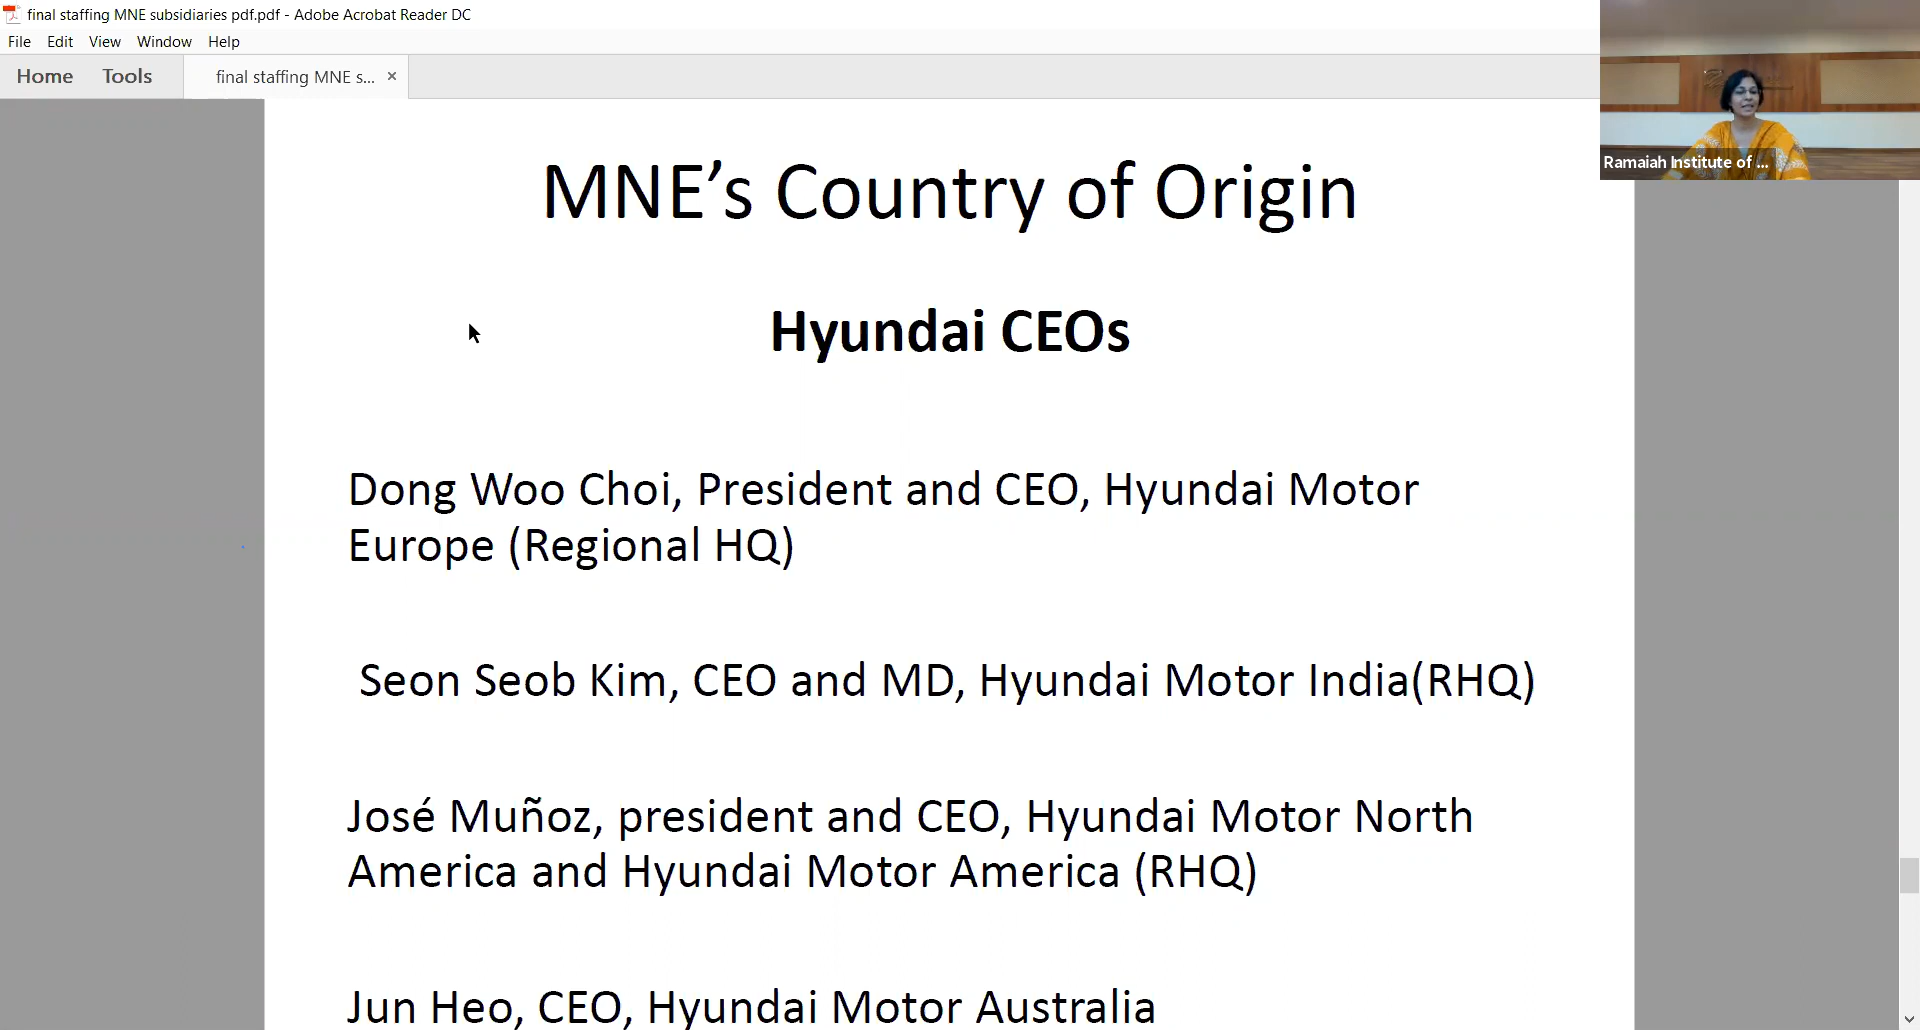 final staffing MNE subsidiaries pdf.pdf - Adobe Acrobat Reader DC
File Edit View Window Help
Home Tools final staffing MNE s... ×
Ramaiah Institute of ...
MNE’s Country of Origin
Hyundai CEOs
Dong Woo Choi, President and CEO, Hyundai Motor
Europe (Regional HQ)
Seon Seob Kim, CEO and MD, Hyundai Motor India(RHQ)
José Muñoz, president and CEO, Hyundai Motor North
America and Hyundai Motor America (RHQ)
Jun Heo, CEO, Hyundai Motor Australia